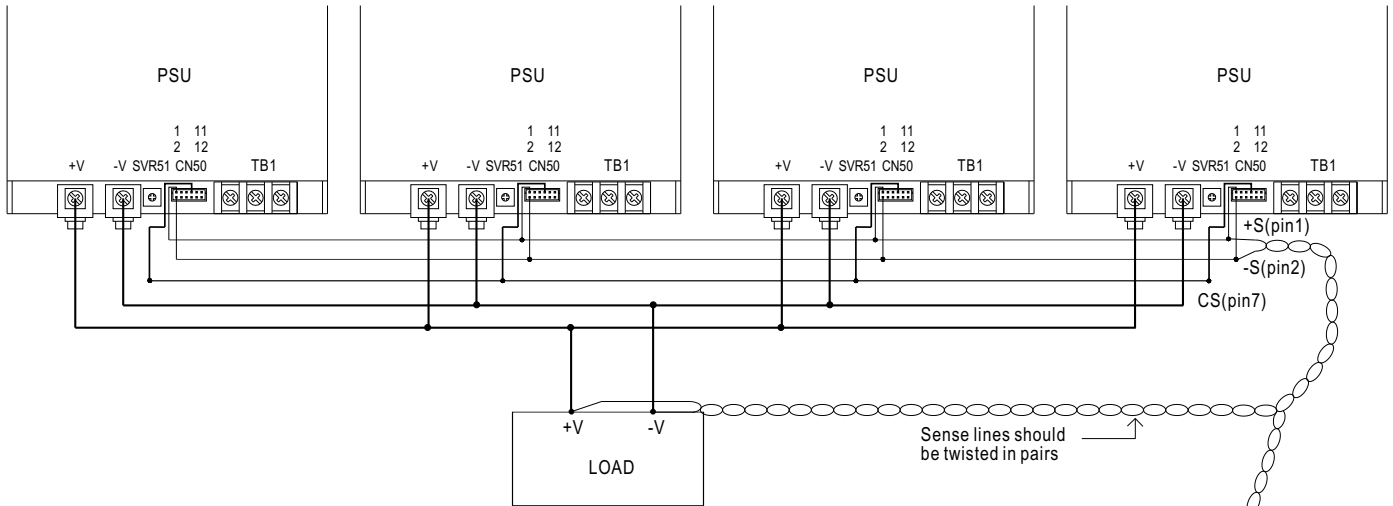 PSU PSU PSU PSU
1 11 1 11 1 11 1 11
2 12 2 12 2 12 2 12
+V -V SVR51 CN50 TB1 +V -V SVR51 CN50 TB1 +V -V SVR51 CN50 TB1 +V -V SVR51 CN50 TB1
+S(pin1)
-S(pin2)
CS(pin7)
+V -V
LOAD
Sense lines should
be twisted in pairs